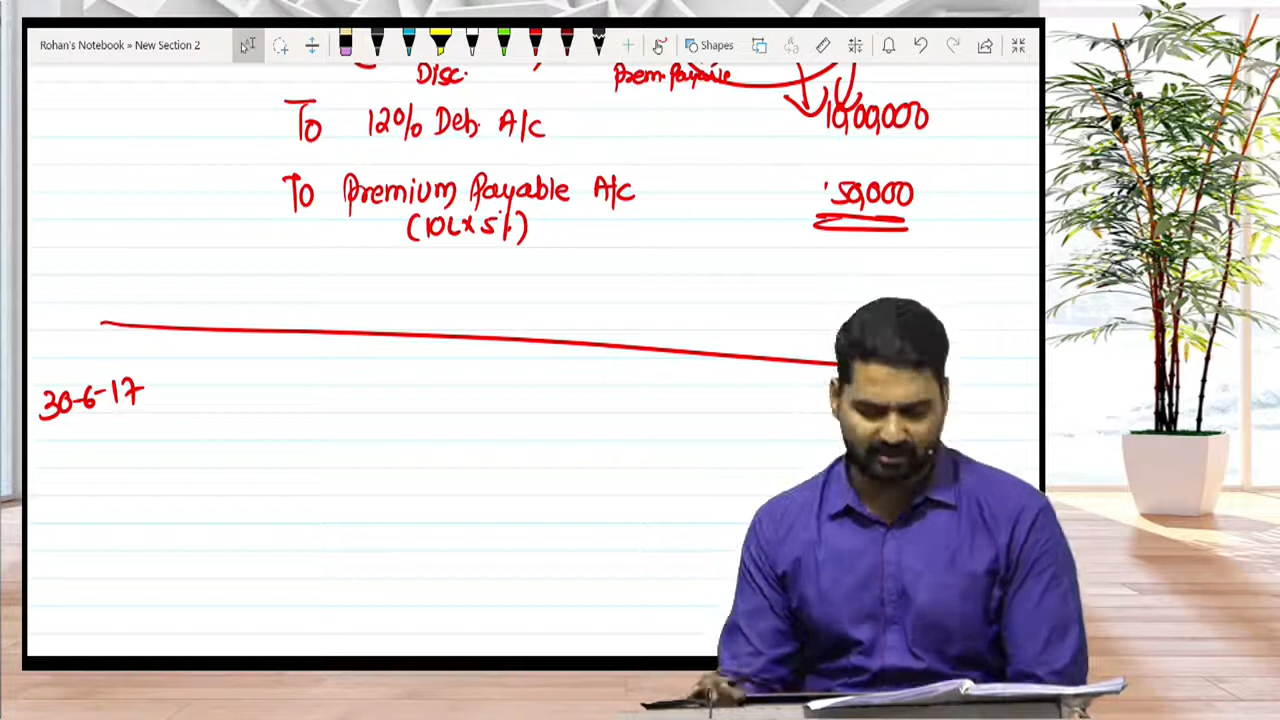 Rohan's Notebook » New Section 2
Shapes
Disc. Prem. Payable
To 12% Deb. A/c 10,00,000
To Premium Payable A/c 50,000
(10L×5%)
30-6-17